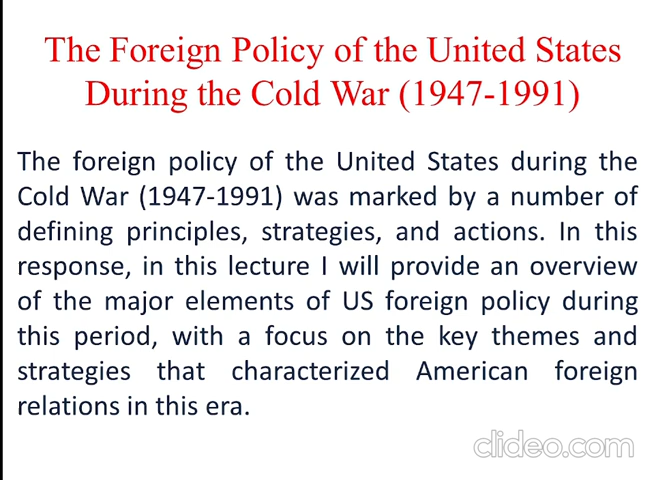 The Foreign Policy of the United States
During the Cold War (1947-1991)
The foreign policy of the United States during the
Cold War (1947-1991) was marked by a number of
defining principles, strategies, and actions. In this
response, in this lecture I will provide an overview
of the major elements of US foreign policy during
this period, with a focus on the key themes and
strategies that characterized American foreign
relations in this era.
clideo.com